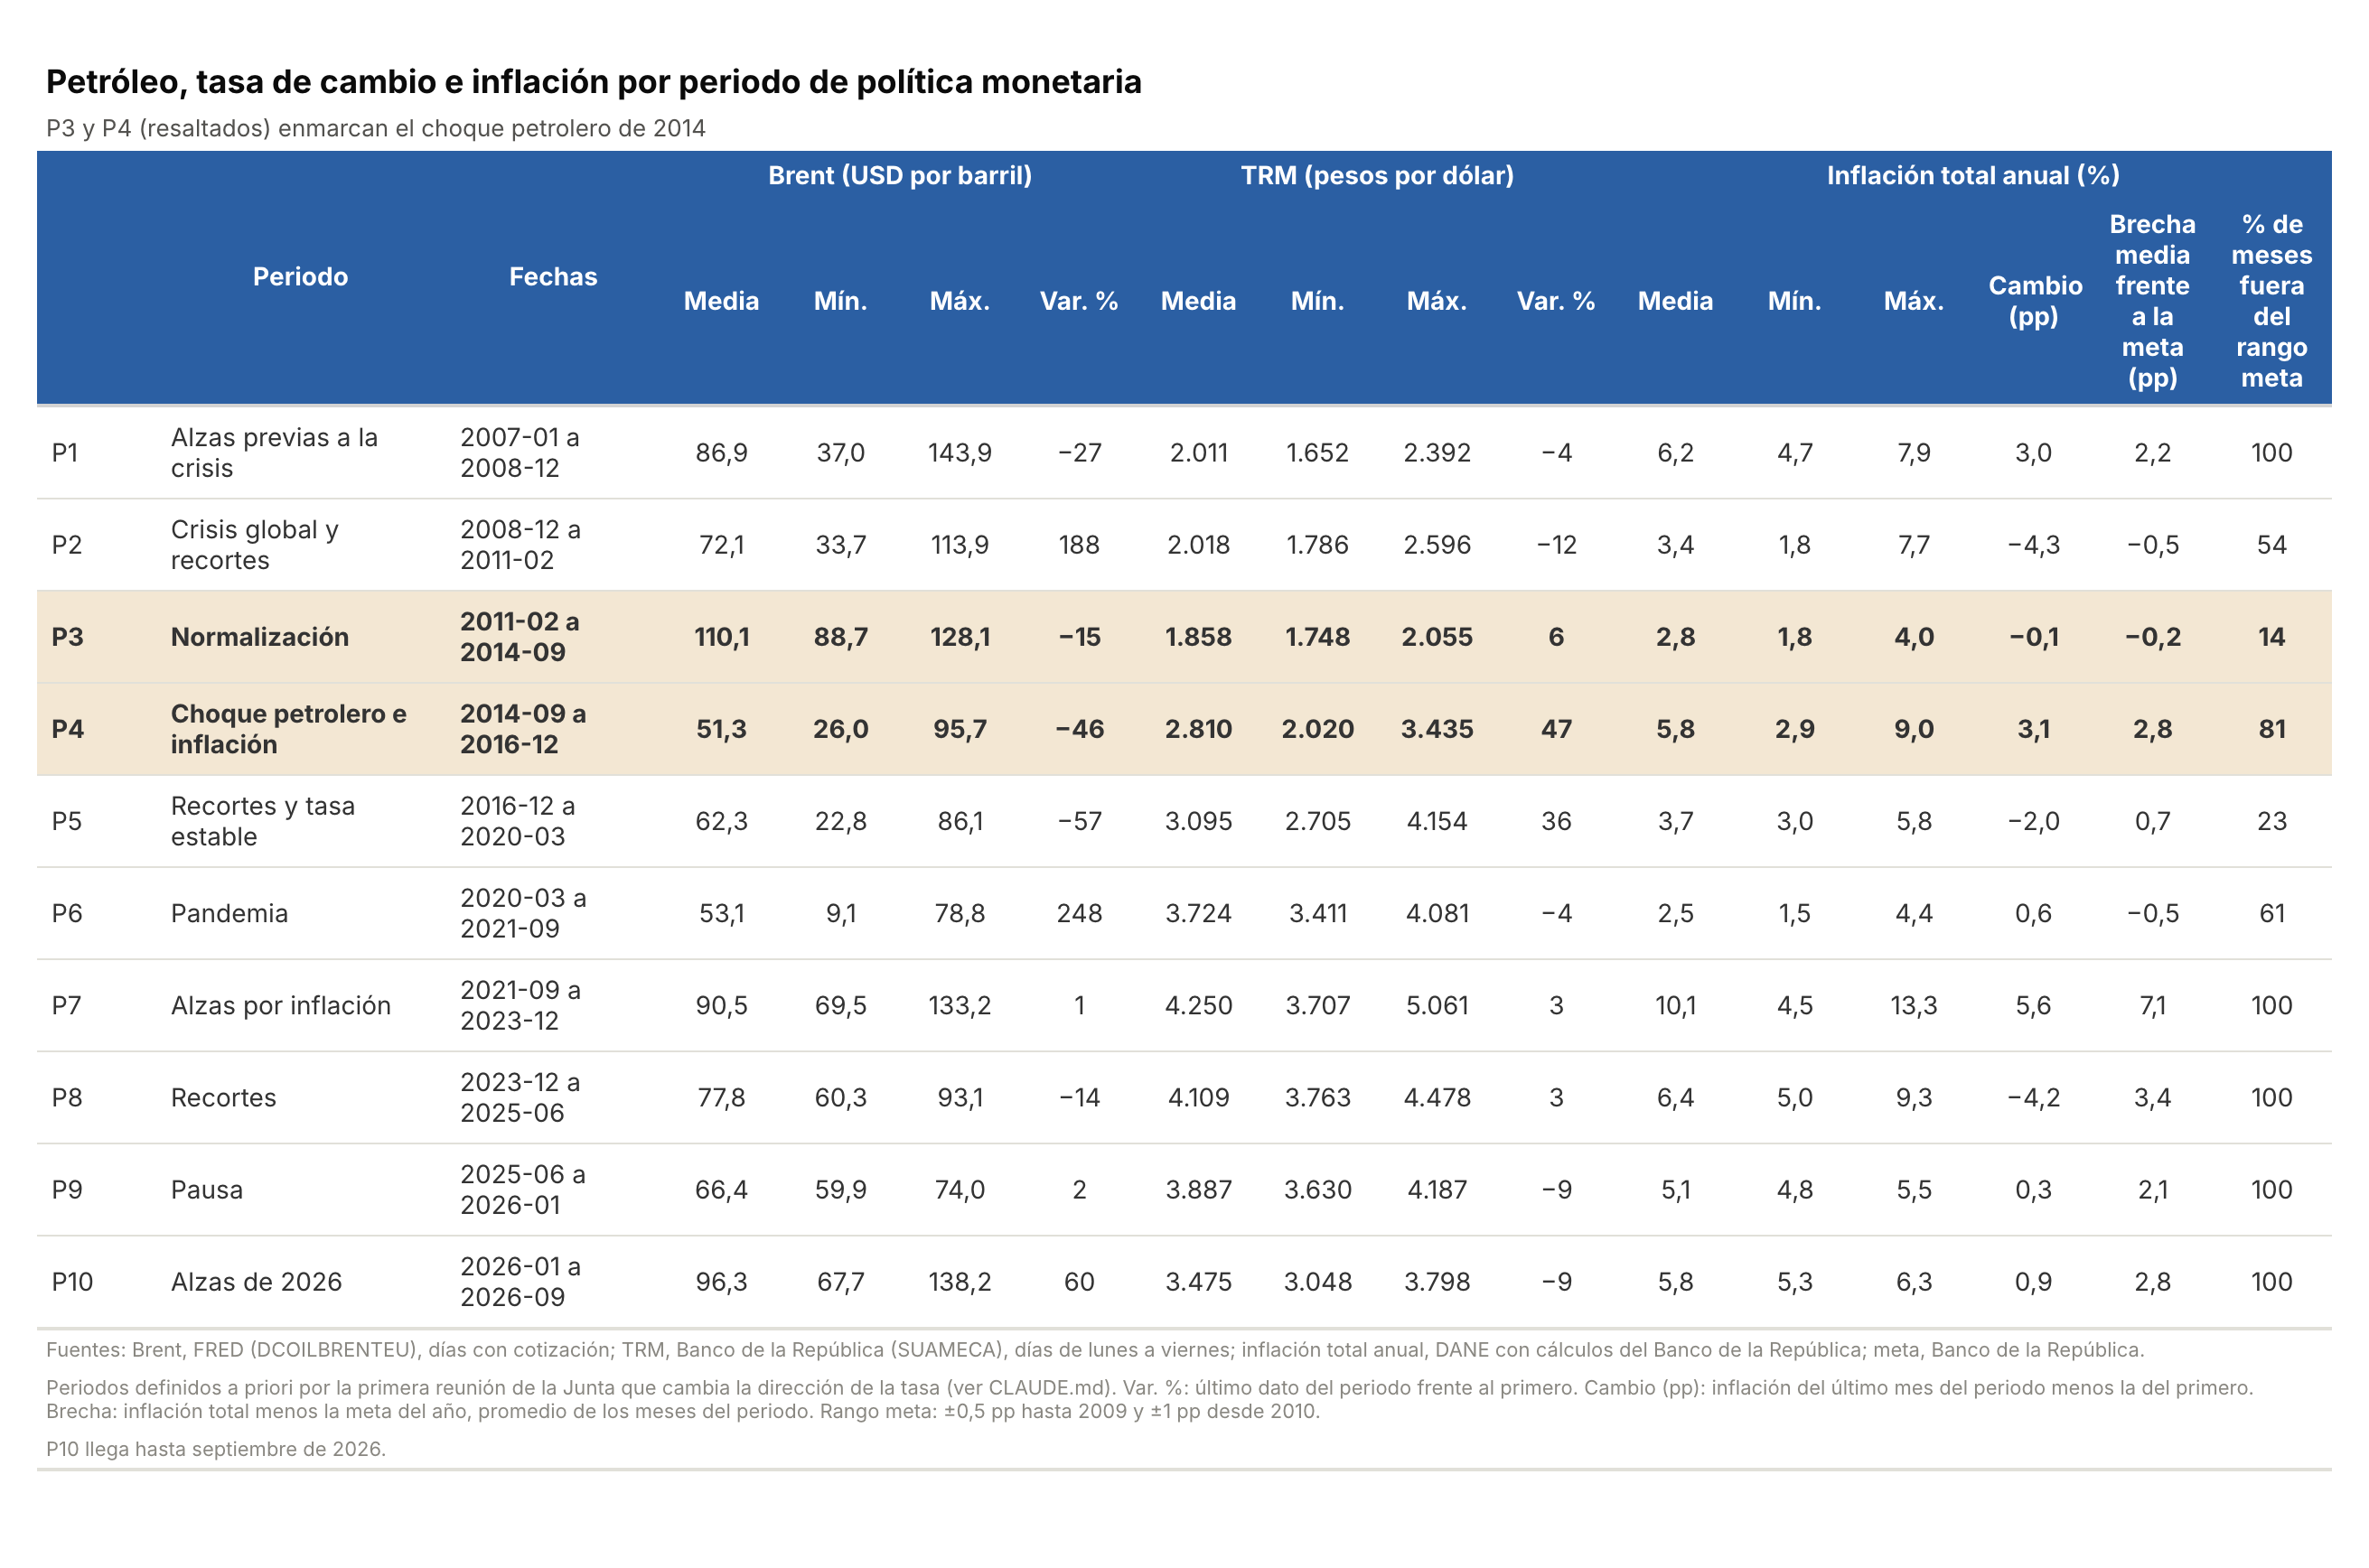 Petróleo, tasa de cambio e inflación por periodo de política monetaria
P3 y P4 (resaltados) enmarcan el choque petrolero de 2014
Brent (USD por barril) TRM (pesos por dólar) Inflación total anual (%)
Periodo Fechas Media Mín. Máx. Var. % Media Mín. Máx. Var. % Media Mín. Máx. Cambio (pp) Brecha media frente a la meta (pp) % de meses fuera del rango meta
P1 Alzas previas a la crisis 2007-01 a 2008-12 86,9 37,0 143,9 −27 2.011 1.652 2.392 −4 6,2 4,7 7,9 3,0 2,2 100
P2 Crisis global y recortes 2008-12 a 2011-02 72,1 33,7 113,9 188 2.018 1.786 2.596 −12 3,4 1,8 7,7 −4,3 −0,5 54
P3 Normalización 2011-02 a 2014-09 110,1 88,7 128,1 −15 1.858 1.748 2.055 6 2,8 1,8 4,0 −0,1 −0,2 14
P4 Choque petrolero e inflación 2014-09 a 2016-12 51,3 26,0 95,7 −46 2.810 2.020 3.435 47 5,8 2,9 9,0 3,1 2,8 81
P5 Recortes y tasa estable 2016-12 a 2020-03 62,3 22,8 86,1 −57 3.095 2.705 4.154 36 3,7 3,0 5,8 −2,0 0,7 23
P6 Pandemia 2020-03 a 2021-09 53,1 9,1 78,8 248 3.724 3.411 4.081 −4 2,5 1,5 4,4 0,6 −0,5 61
P7 Alzas por inflación 2021-09 a 2023-12 90,5 69,5 133,2 1 4.250 3.707 5.061 3 10,1 4,5 13,3 5,6 7,1 100
P8 Recortes 2023-12 a 2025-06 77,8 60,3 93,1 −14 4.109 3.763 4.478 3 6,4 5,0 9,3 −4,2 3,4 100
P9 Pausa 2025-06 a 2026-01 66,4 59,9 74,0 2 3.887 3.630 4.187 −9 5,1 4,8 5,5 0,3 2,1 100
P10 Alzas de 2026 2026-01 a 2026-09 96,3 67,7 138,2 60 3.475 3.048 3.798 −9 5,8 5,3 6,3 0,9 2,8 100
Fuentes: Brent, FRED (DCOILBRENTEU), días con cotización; TRM, Banco de la República (SUAMECA), días de lunes a viernes; inflación total anual, DANE con cálculos del Banco de la República; meta, Banco de la República.
Periodos definidos a priori por la primera reunión de la Junta que cambia la dirección de la tasa (ver CLAUDE.md). Var. %: último dato del periodo frente al primero. Cambio (pp): inflación del último mes del periodo menos la del primero.
Brecha: inflación total menos la meta del año, promedio de los meses del periodo. Rango meta: ±0,5 pp hasta 2009 y ±1 pp desde 2010.
P10 llega hasta septiembre de 2026.